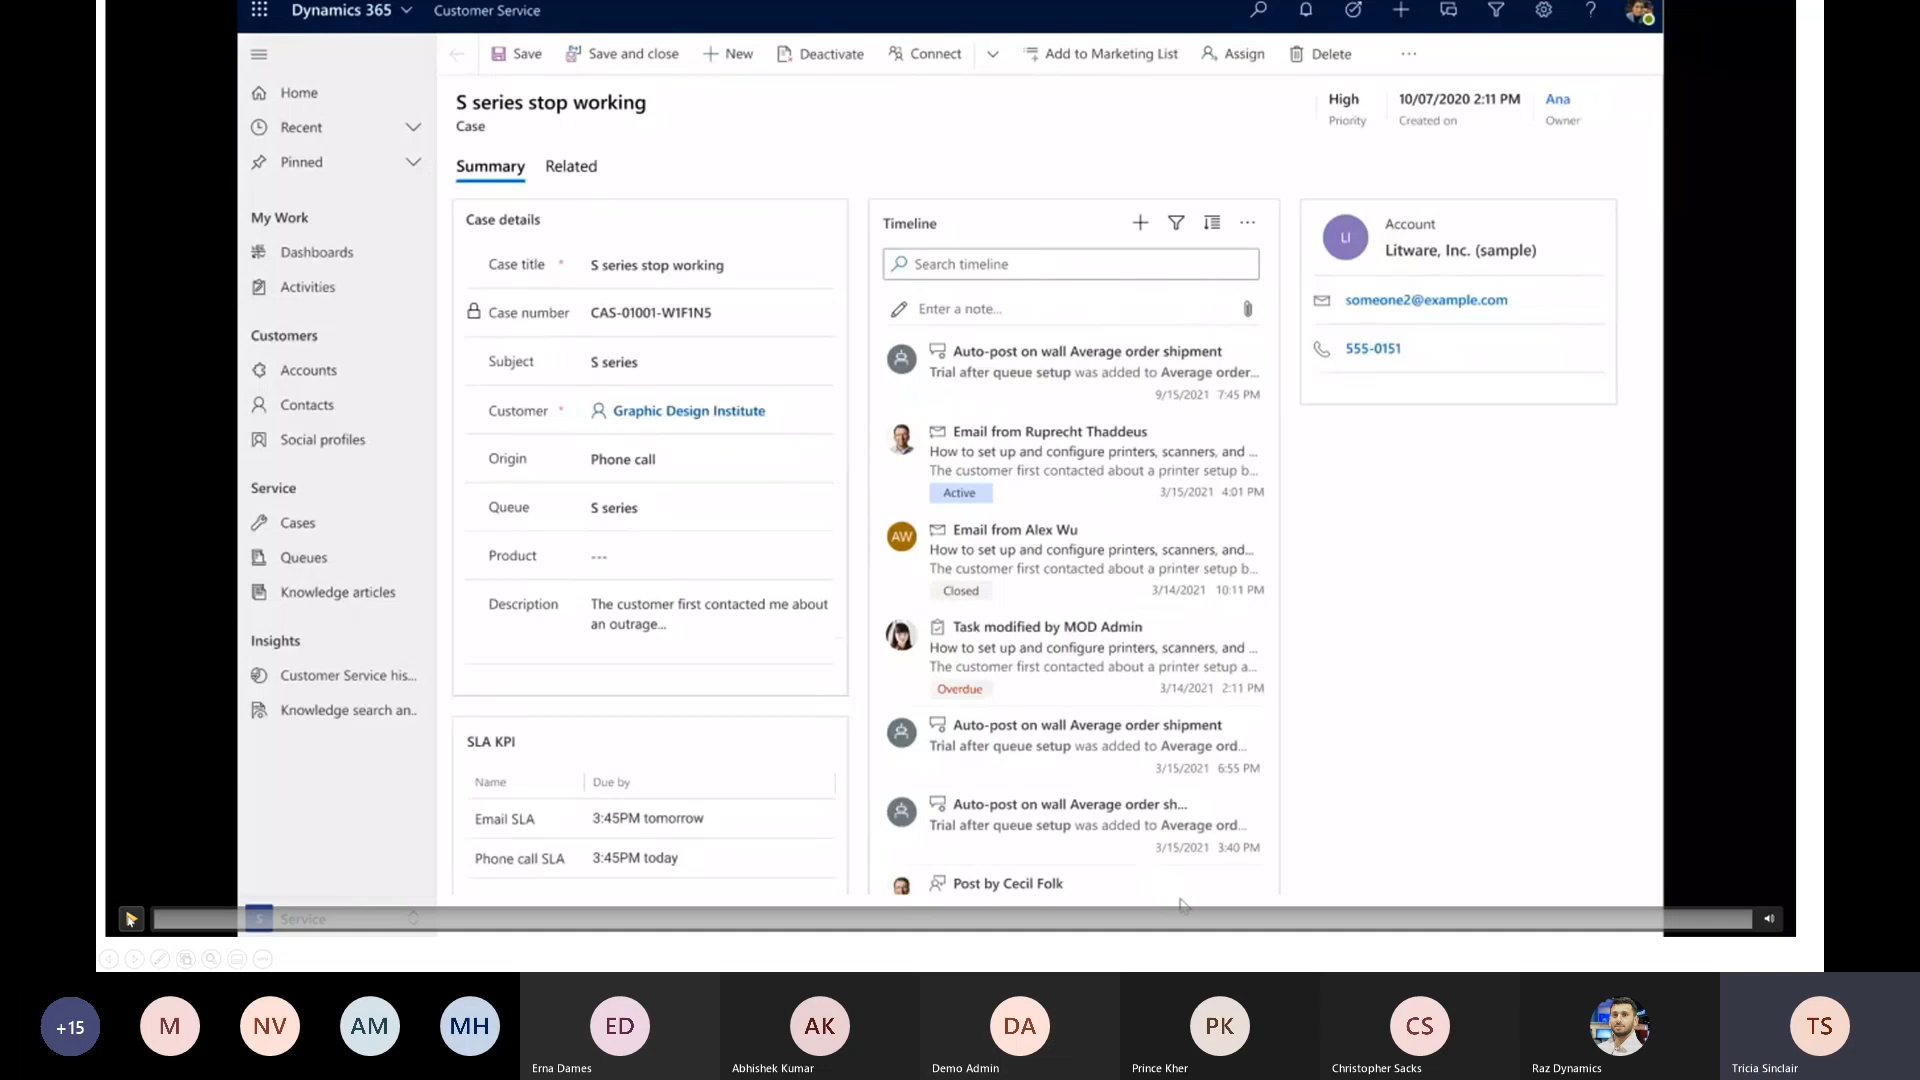 Dynamics 365
Customer Service
Save
Save and close
New
Deactivate
Connect
Add to Marketing List
Assign
Delete
S series stop working
Case
High
Priority
10/07/2020 2:11 PM
Created on
Ana
Owner
Summary
Related
Home
Recent
Pinned
My Work
Dashboards
Activities
Customers
Accounts
Contacts
Social profiles
Service
Cases
Queues
Knowledge articles
Insights
Customer Service his...
Knowledge search an..
S
Service
Case details
Case title * S series stop working
Case number CAS-01001-W1F1N5
Subject S series
Customer * Graphic Design Institute
Origin Phone call
Queue S series
Product ---
Description The customer first contacted me about
an outrage...
SLA KPI
Name Due by
Email SLA 3:45PM tomorrow
Phone call SLA 3:45PM today
Timeline
Search timeline
Enter a note...
Auto-post on wall Average order shipment
Trial after queue setup was added to Average order...
9/15/2021 7:45 PM
Email from Ruprecht Thaddeus
How to set up and configure printers, scanners, and ...
The customer first contacted about a printer setup b...
Active 3/15/2021 4:01 PM
AW
Email from Alex Wu
How to set up and configure printers, scanners, and...
The customer first contacted about a printer setup b...
Closed 3/14/2021 10:11 PM
Task modified by MOD Admin
How to set up and configure printers, scanners, and ...
The customer first contacted about a printer setup a...
Overdue 3/14/2021 2:11 PM
Auto-post on wall Average order shipment
Trial after queue setup was added to Average ord...
3/15/2021 6:55 PM
Auto-post on wall Average order sh...
Trial after queue setup was added to Average ord...
3/15/2021 3:40 PM
Post by Cecil Folk
LI
Account
Litware, Inc. (sample)
someone2@example.com
555-0151
+15
M
NV
AM
MH
ED
Erna Dames
AK
Abhishek Kumar
DA
Demo Admin
PK
Prince Kher
CS
Christopher Sacks
Raz Dynamics
TS
Tricia Sinclair